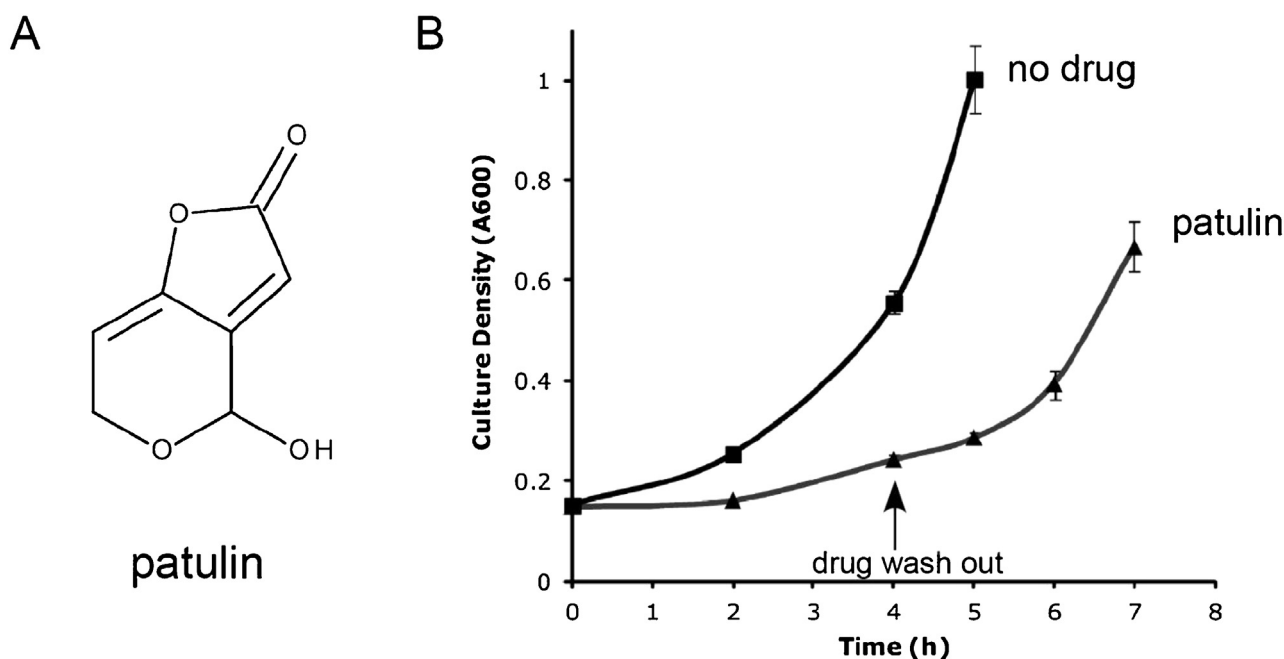 A
O
O
O
OH
patulin
B
Culture Density (A600)
1
0.8
0.6
0.4
0.2
0
0 1 2 3 4 5 6 7 8
Time (h)
no drug
patulin
drug wash out